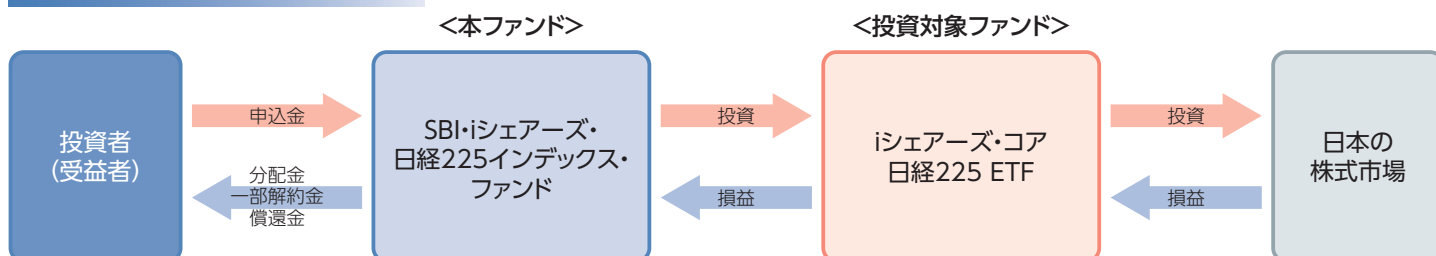 <本ファンド>
<投資対象ファンド>
投資者
(受益者)
申込金
分配金
一部解約金
償還金
SBI・iシェアーズ・
日経225インデックス・
ファンド
投資
損益
iシェアーズ・コア
日経225 ETF
投資
損益
日本の
株式市場